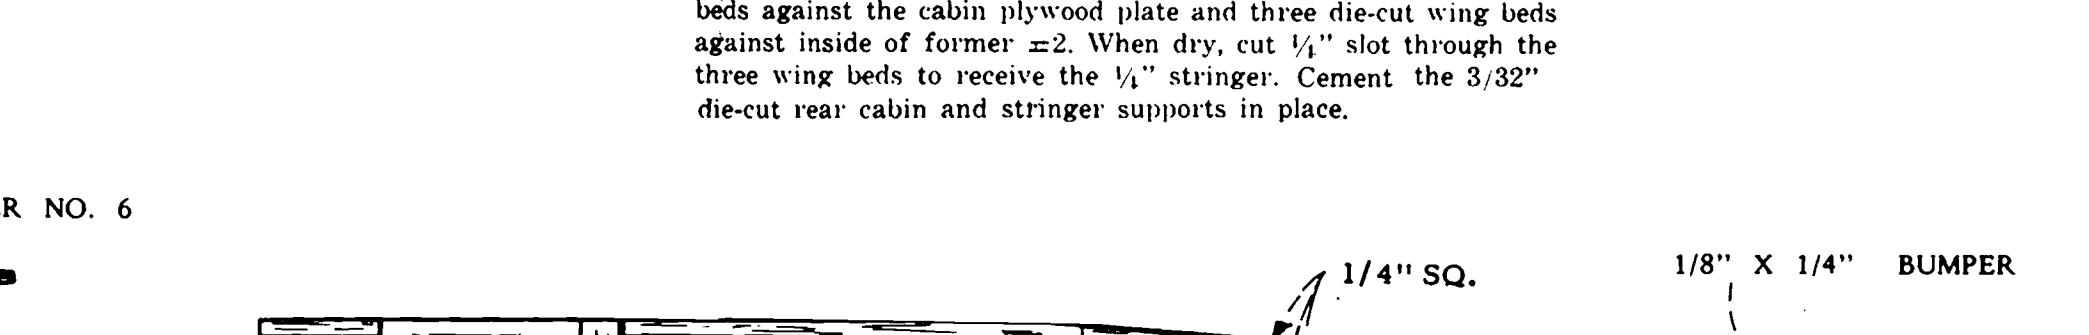 beds against the cabin plywood plate and three die-cut wing beds
against inside of former #2. When dry, cut 1/4" slot through the
three wing beds to receive the 1/4" stringer. Cement the 3/32"
die-cut rear cabin and stringer supports in place.
R NO. 6
1/4" SQ.
1/8" X 1/4" BUMPER